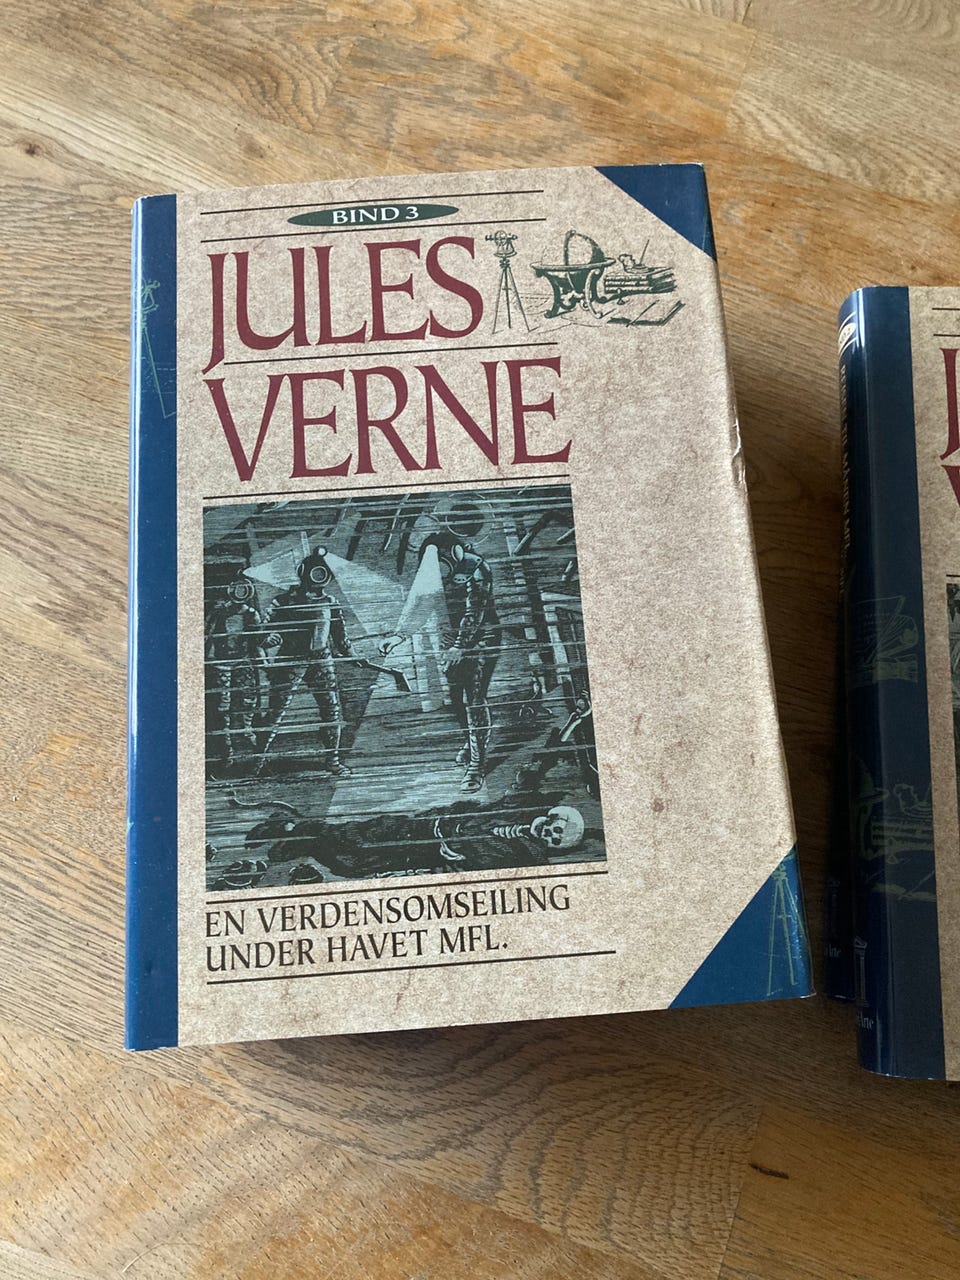 BIND 3
JULES
VERNE
EN VERDENSOMSEILING
UNDER HAVET MFL.